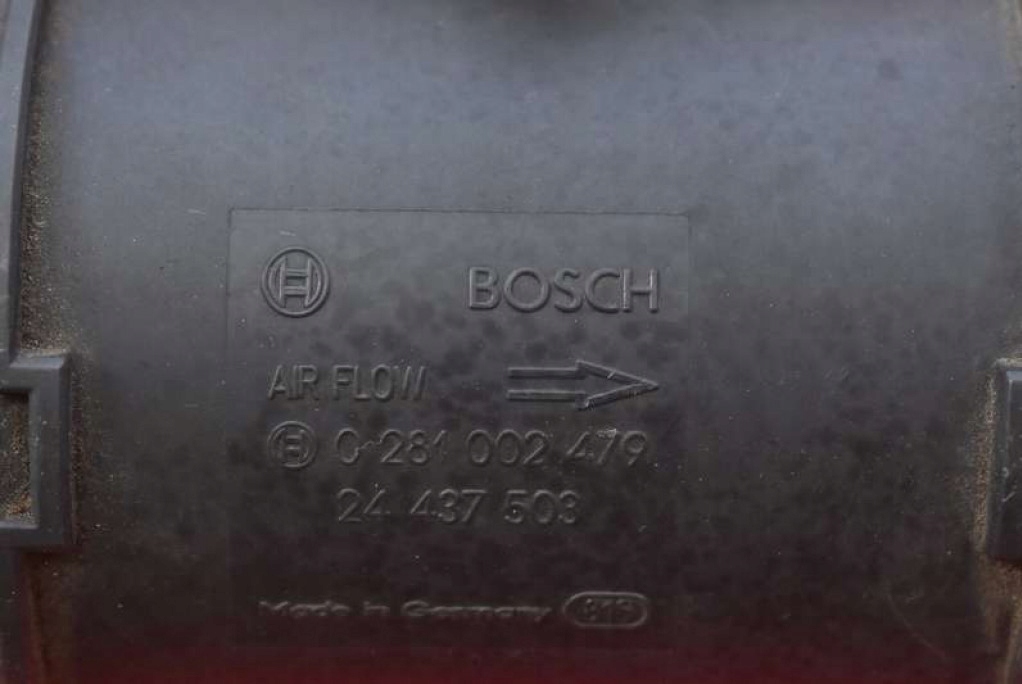 BOSCH
AIR FLOW
0 281 002 479
24 437 503
Made in Germany